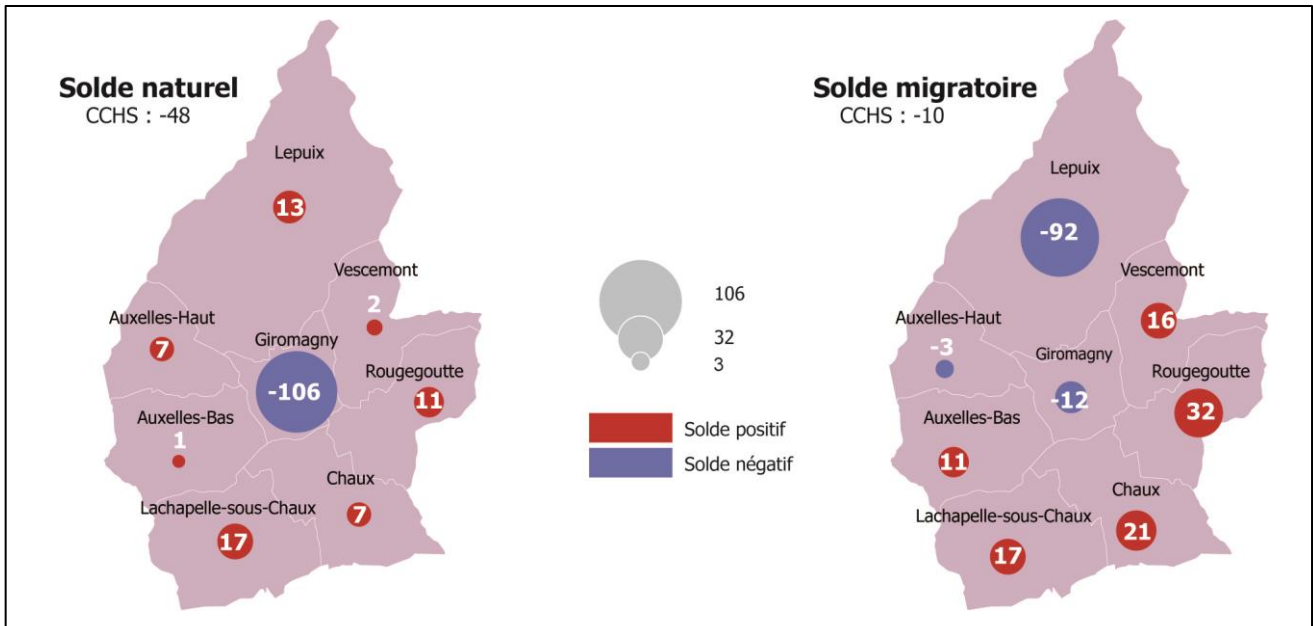 Solde naturel
CCHS : -48
Lepuix
13
Vescemont
2
Auxelles-Haut
7
Giromagny
-106
Rougegoutte
11
Auxelles-Bas
1
Chaux
7
Lachapelle-sous-Chaux
17
106
32
3
Solde positif
Solde négatif
Solde migratoire
CCHS : -10
Lepuix
-92
Vescemont
16
Auxelles-Haut
-3
Giromagny
-12
Rougegoutte
32
Auxelles-Bas
11
Chaux
21
Lachapelle-sous-Chaux
17